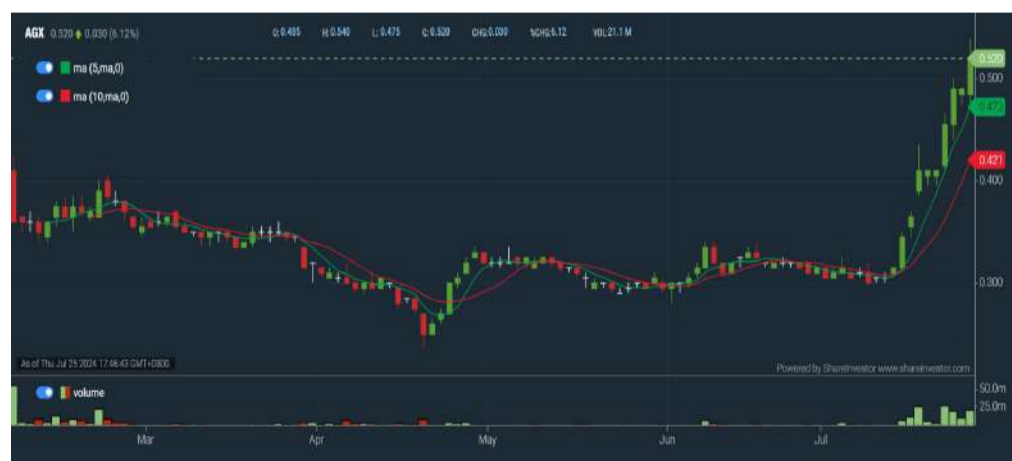 AGX 0.520 0.030 (6.12%) O: 0.485 H: 0.540 L: 0.475 C: 0.520 CHG: 0.030 %CHG: 6.12 VOL: 21.1 M
ma (5,ma,0)
ma (10,ma,0)
0.520
0.500
0.472
0.421
0.400
0.300
As of Thu Jul 25 2024 17:46:43 GMT+0800
Powered by ShareInvestor www.shareinvestor.com
volume
50.0m
25.0m
Mar Apr May Jun Jul